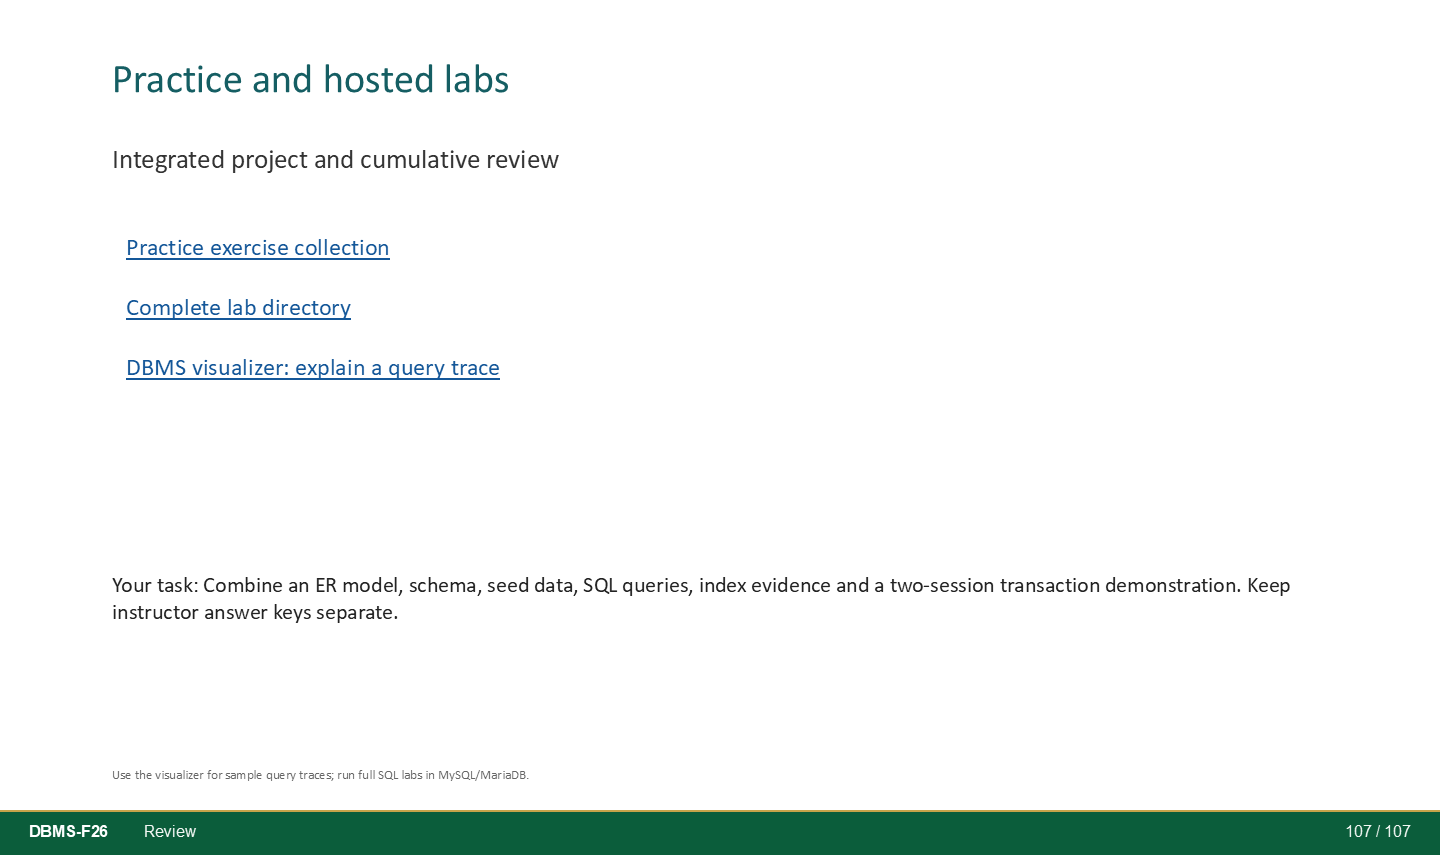 Practice and hosted labs
Integrated project and cumulative review
Practice exercise collection
Complete lab directory
DBMS visualizer: explain a query trace
Your task: Combine an ER model, schema, seed data, SQL queries, index evidence and a two-session transaction demonstration. Keep
instructor answer keys separate.
Use the visualizer for sample query traces; run full SQL labs in MySQL/MariaDB.
DBMS-F26 Review 107 / 107